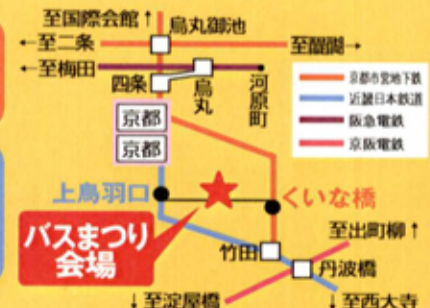 至国際会館↑
烏丸御池
←至二条
至醍醐→
←至梅田
四条
烏丸
河原町
京都市営地下鉄
近畿日本鉄道
阪急電鉄
京阪電鉄
京都
京都
上鳥羽口
くいな橋
バスまつり
会場
竹田
至出町柳↑
丹波橋
↓至淀屋橋
↓至西大寺